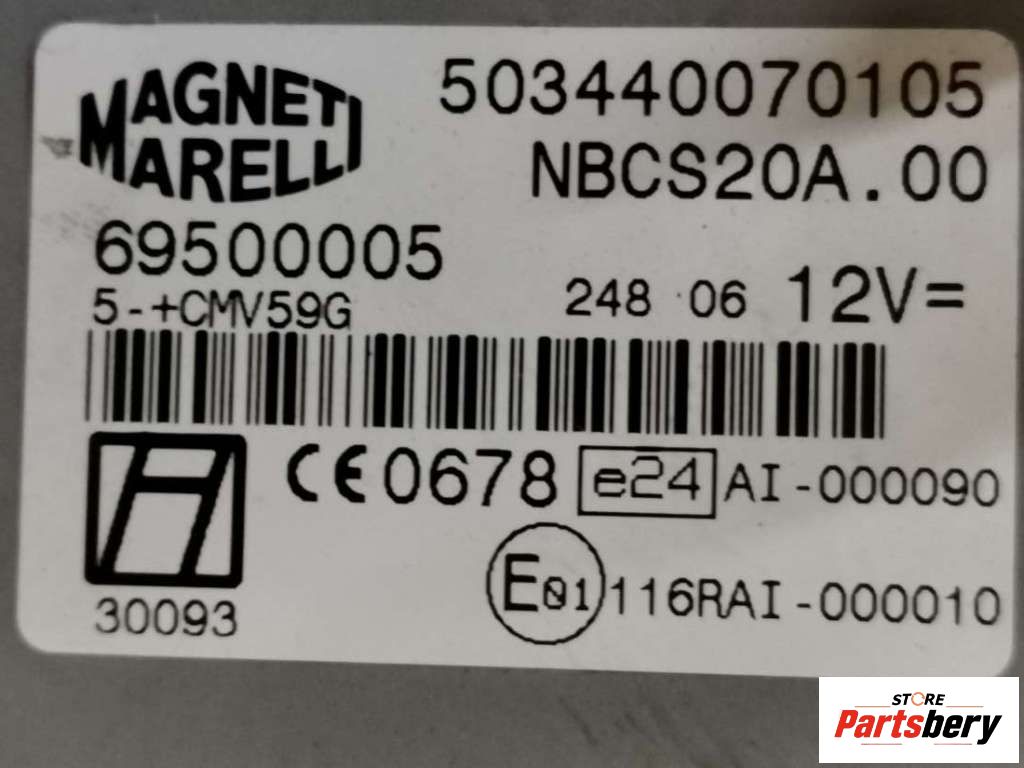 MAGNETI
MARELLI
503440070105
NBCS20A.00
69500005
5-+CMV59G
248 06 12V=
CE0678 e24 AI-000090
30093
E01 116RAI-000010
STORE
Partsbery